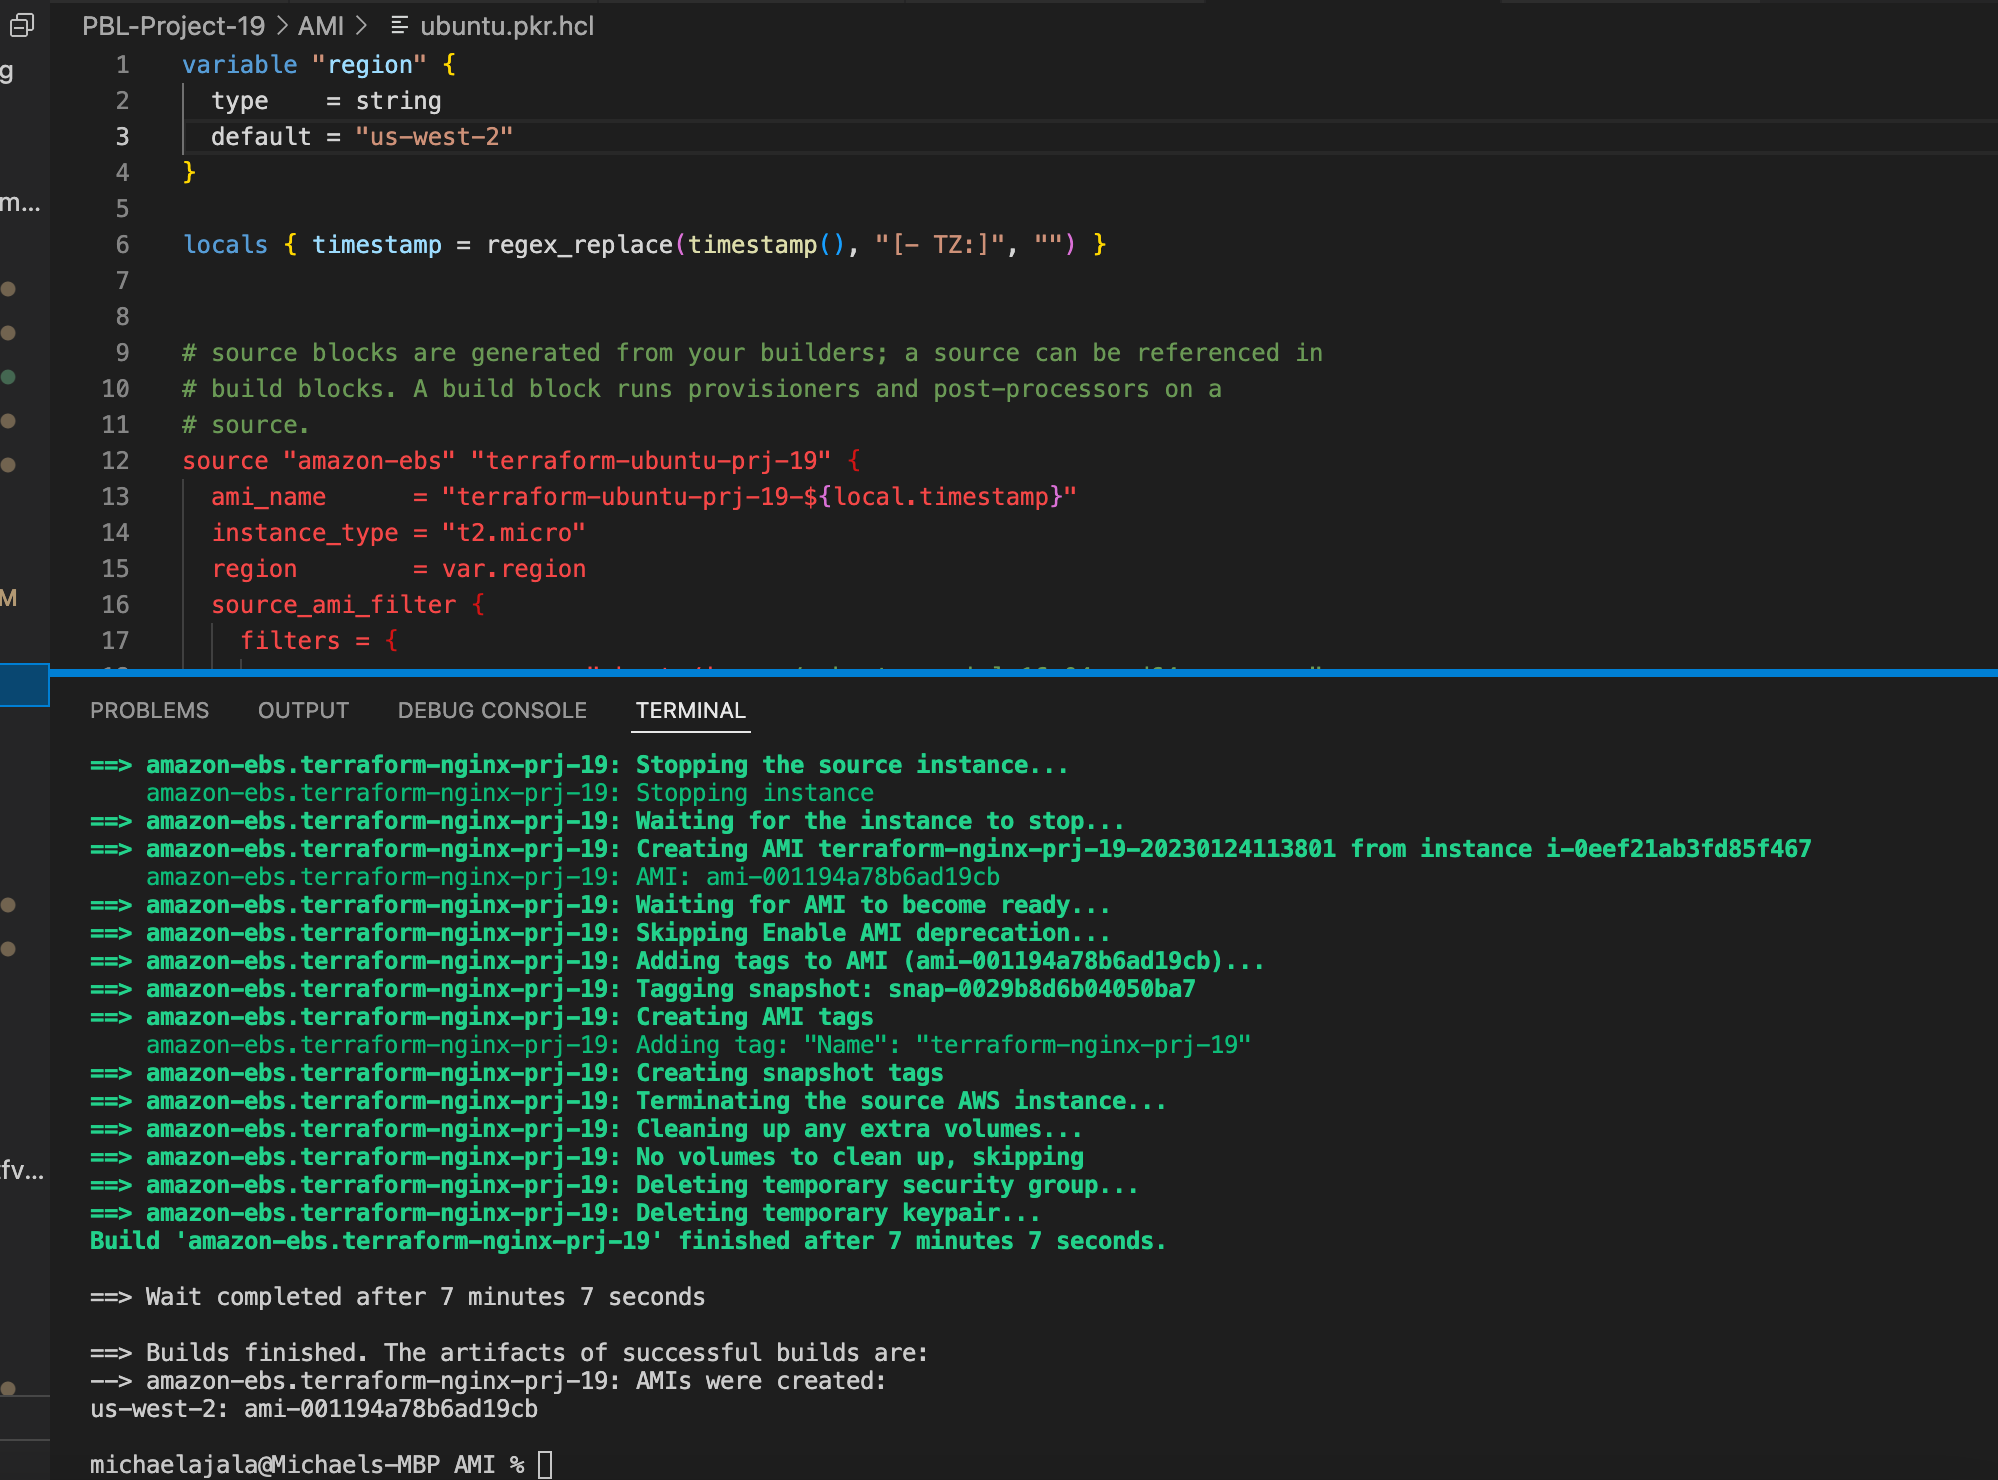 PBL-Project-19 > AMI > ubuntu.pkr.hcl
g
m...
M
fv...
1 variable "region" {
2   type    = string
3   default = "us-west-2"
4 }
5
6 locals { timestamp = regex_replace(timestamp(), "[- TZ:]", "") }
7
8
9 # source blocks are generated from your builders; a source can be referenced in
10 # build blocks. A build block runs provisioners and post-processors on a
11 # source.
12 source "amazon-ebs" "terraform-ubuntu-prj-19" {
13   ami_name      = "terraform-ubuntu-prj-19-${local.timestamp}"
14   instance_type = "t2.micro"
15   region        = var.region
16   source_ami_filter {
17     filters = {
PROBLEMS OUTPUT DEBUG CONSOLE TERMINAL
==> amazon-ebs.terraform-nginx-prj-19: Stopping the source instance...
    amazon-ebs.terraform-nginx-prj-19: Stopping instance
==> amazon-ebs.terraform-nginx-prj-19: Waiting for the instance to stop...
==> amazon-ebs.terraform-nginx-prj-19: Creating AMI terraform-nginx-prj-19-20230124113801 from instance i-0eef21ab3fd85f467
    amazon-ebs.terraform-nginx-prj-19: AMI: ami-001194a78b6ad19cb
==> amazon-ebs.terraform-nginx-prj-19: Waiting for AMI to become ready...
==> amazon-ebs.terraform-nginx-prj-19: Skipping Enable AMI deprecation...
==> amazon-ebs.terraform-nginx-prj-19: Adding tags to AMI (ami-001194a78b6ad19cb)...
==> amazon-ebs.terraform-nginx-prj-19: Tagging snapshot: snap-0029b8d6b04050ba7
==> amazon-ebs.terraform-nginx-prj-19: Creating AMI tags
    amazon-ebs.terraform-nginx-prj-19: Adding tag: "Name": "terraform-nginx-prj-19"
==> amazon-ebs.terraform-nginx-prj-19: Creating snapshot tags
==> amazon-ebs.terraform-nginx-prj-19: Terminating the source AWS instance...
==> amazon-ebs.terraform-nginx-prj-19: Cleaning up any extra volumes...
==> amazon-ebs.terraform-nginx-prj-19: No volumes to clean up, skipping
==> amazon-ebs.terraform-nginx-prj-19: Deleting temporary security group...
==> amazon-ebs.terraform-nginx-prj-19: Deleting temporary keypair...
Build 'amazon-ebs.terraform-nginx-prj-19' finished after 7 minutes 7 seconds.
==> Wait completed after 7 minutes 7 seconds
==> Builds finished. The artifacts of successful builds are:
--> amazon-ebs.terraform-nginx-prj-19: AMIs were created:
us-west-2: ami-001194a78b6ad19cb
michaelajala@Michaels-MBP AMI %